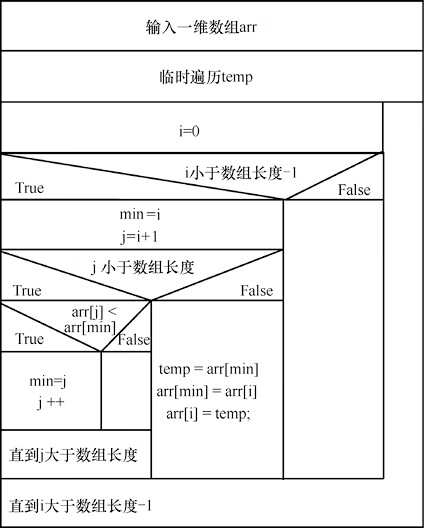 输入一维数组arr
临时遍历temp
i=0
i小于数组长度-1
True
False
min=i
j=i+1
j 小于数组长度
True
False
arr[j] <
arr[min]
True
False
min=j
j ++
temp = arr[min]
arr[min] = arr[i]
arr[i] = temp;
直到j大于数组长度
直到i大于数组长度-1